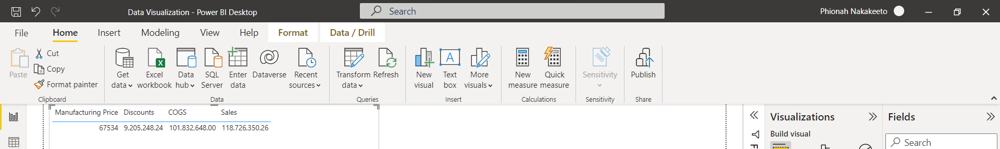 Data Visualization - Power BI Desktop
Search
Phionah Nakakeeto
File Home Insert Modeling View Help Format Data / Drill
Paste
Cut
Copy
Format painter
Clipboard
Get data
Excel workbook
Data hub
SQL Server
Enter data
Dataverse
Recent sources
Data
Transform data
Refresh
Queries
New visual
A
Text box
More visuals
Insert
New measure
Quick measure
Calculations
Sensitivity
Sensitivity
Publish
Share
Manufacturing Price Discounts COGS Sales
67534 9,205,248.24 101,832,648.00 118,726,350.26
Visualizations
Build visual
Fields
Search